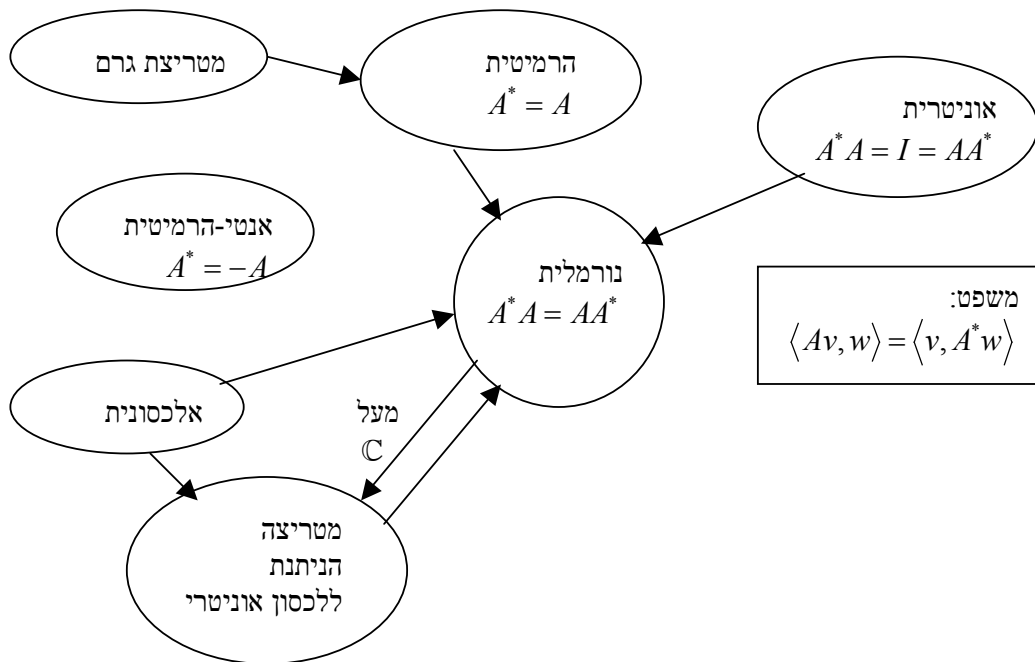 מטריצת גרם
הרמיטית
A* = A
אוניטרית
A*A = I = AA*
אנטי-הרמיטית
A* = −A
נורמלית
A*A = AA*
משפט:
⟨Av, w⟩ = ⟨v, A*w⟩
אלכסונית
מעל
ℂ
מטריצה
הניתנת
ללכסון אוניטרי